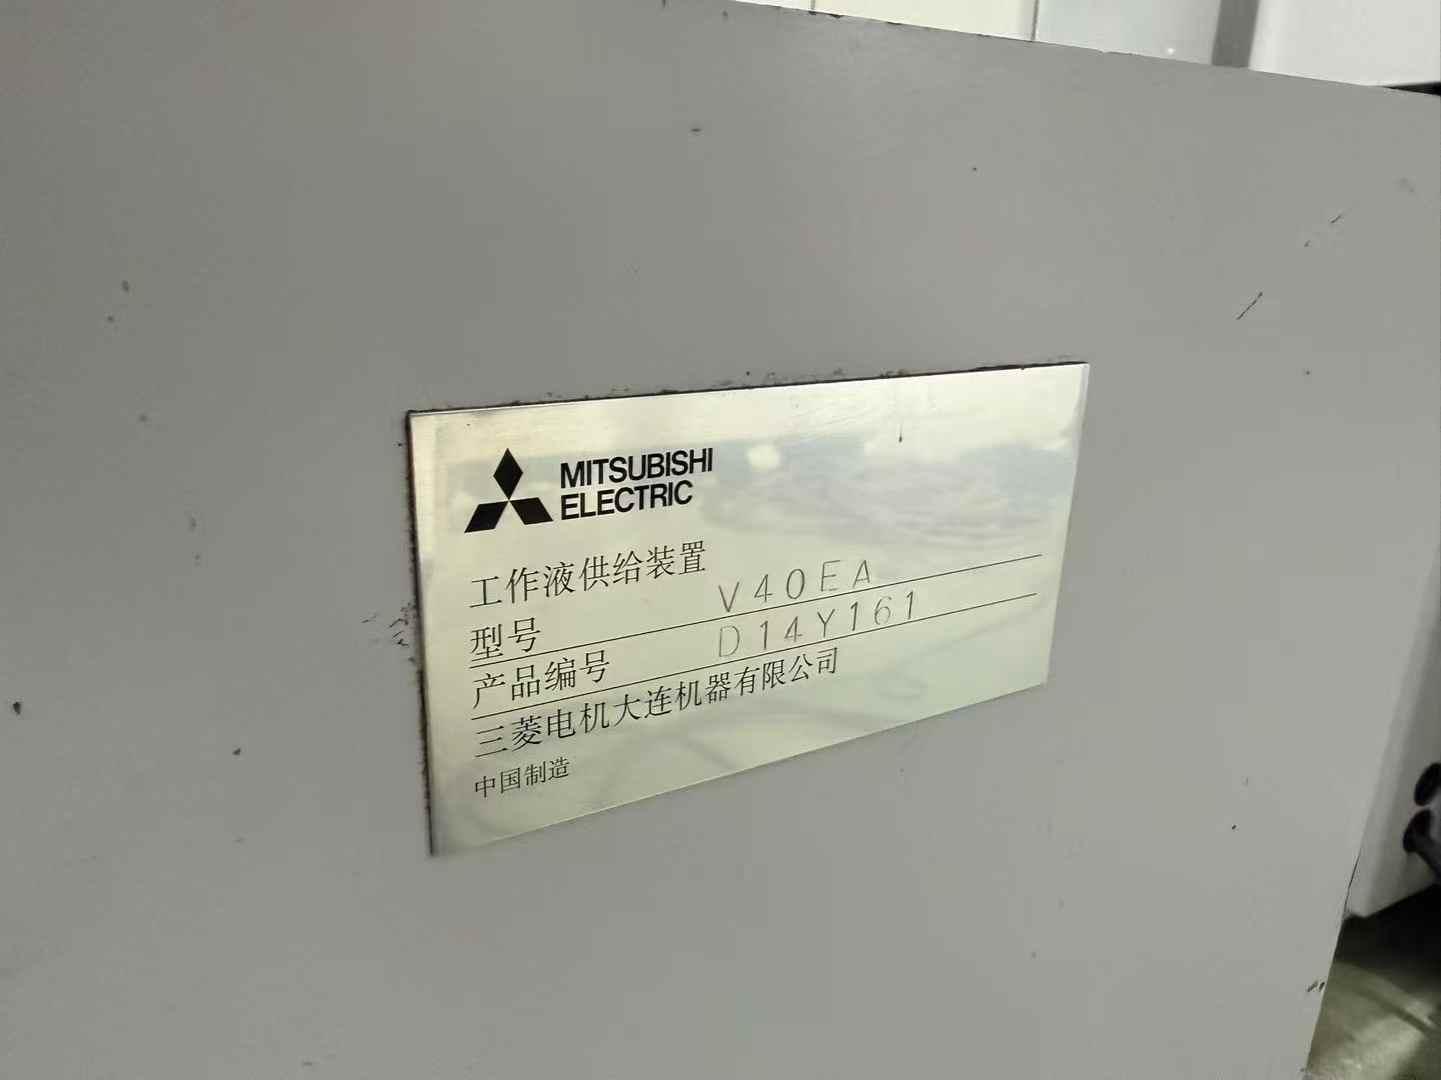 MITSUBISHI
ELECTRIC
工作液供给装置
型号 V40EA
产品编号 D14Y161
三菱电机大连机器有限公司
中国制造